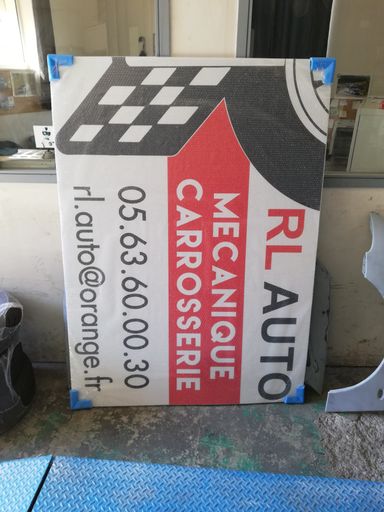 RL AUTO
MECANIQUE
CARROSSERIE
05.63.60.00.30
rl.auto@orange.fr